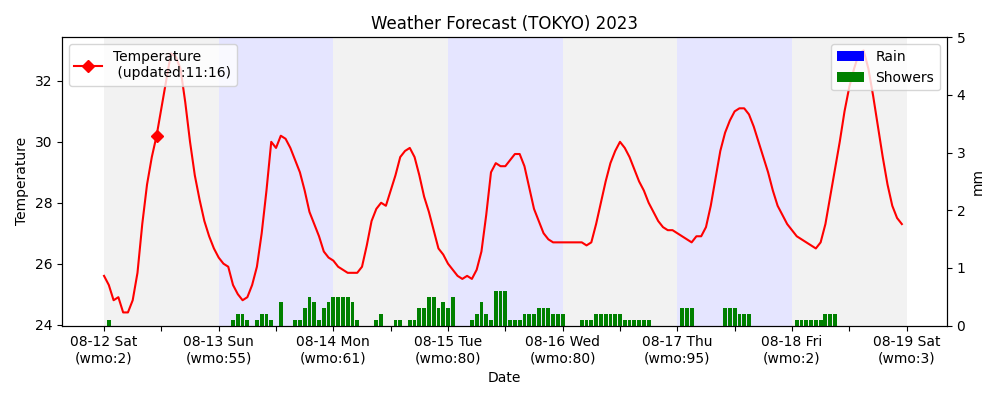 Weather Forecast (TOKYO) 2023
Temperature
(updated:11:16)
Rain
Showers
Temperature
32
30
28
26
24
5
4
3
2
1
0
mm
08-12 Sat
(wmo:2)
08-13 Sun
(wmo:55)
08-14 Mon
(wmo:61)
08-15 Tue
(wmo:80)
08-16 Wed
(wmo:80)
08-17 Thu
(wmo:95)
08-18 Fri
(wmo:2)
08-19 Sat
(wmo:3)
Date